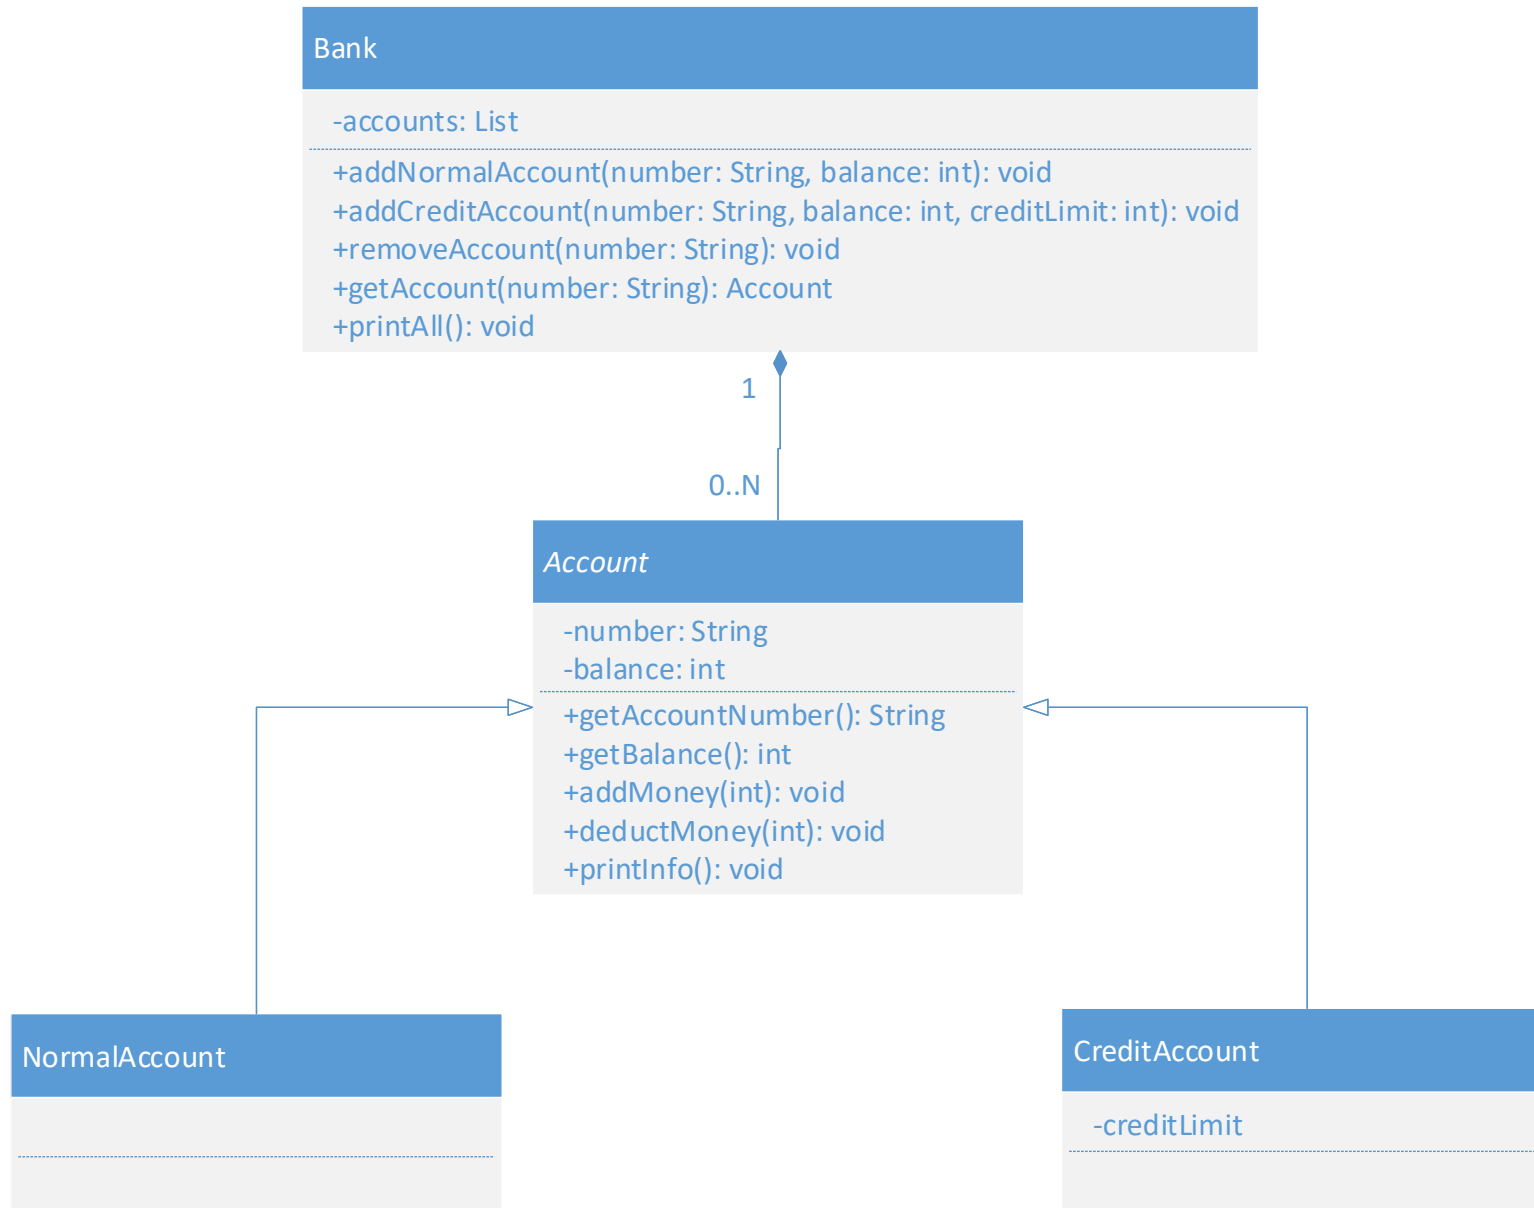 Bank
-accounts: List
+addNormalAccount(number: String, balance: int): void
+addCreditAccount(number: String, balance: int, creditLimit: int): void
+removeAccount(number: String): void
+getAccount(number: String): Account
+printAll(): void
1
0..N
Account
-number: String
-balance: int
+getAccountNumber(): String
+getBalance(): int
+addMoney(int): void
+deductMoney(int): void
+printInfo(): void
NormalAccount
CreditAccount
-creditLimit